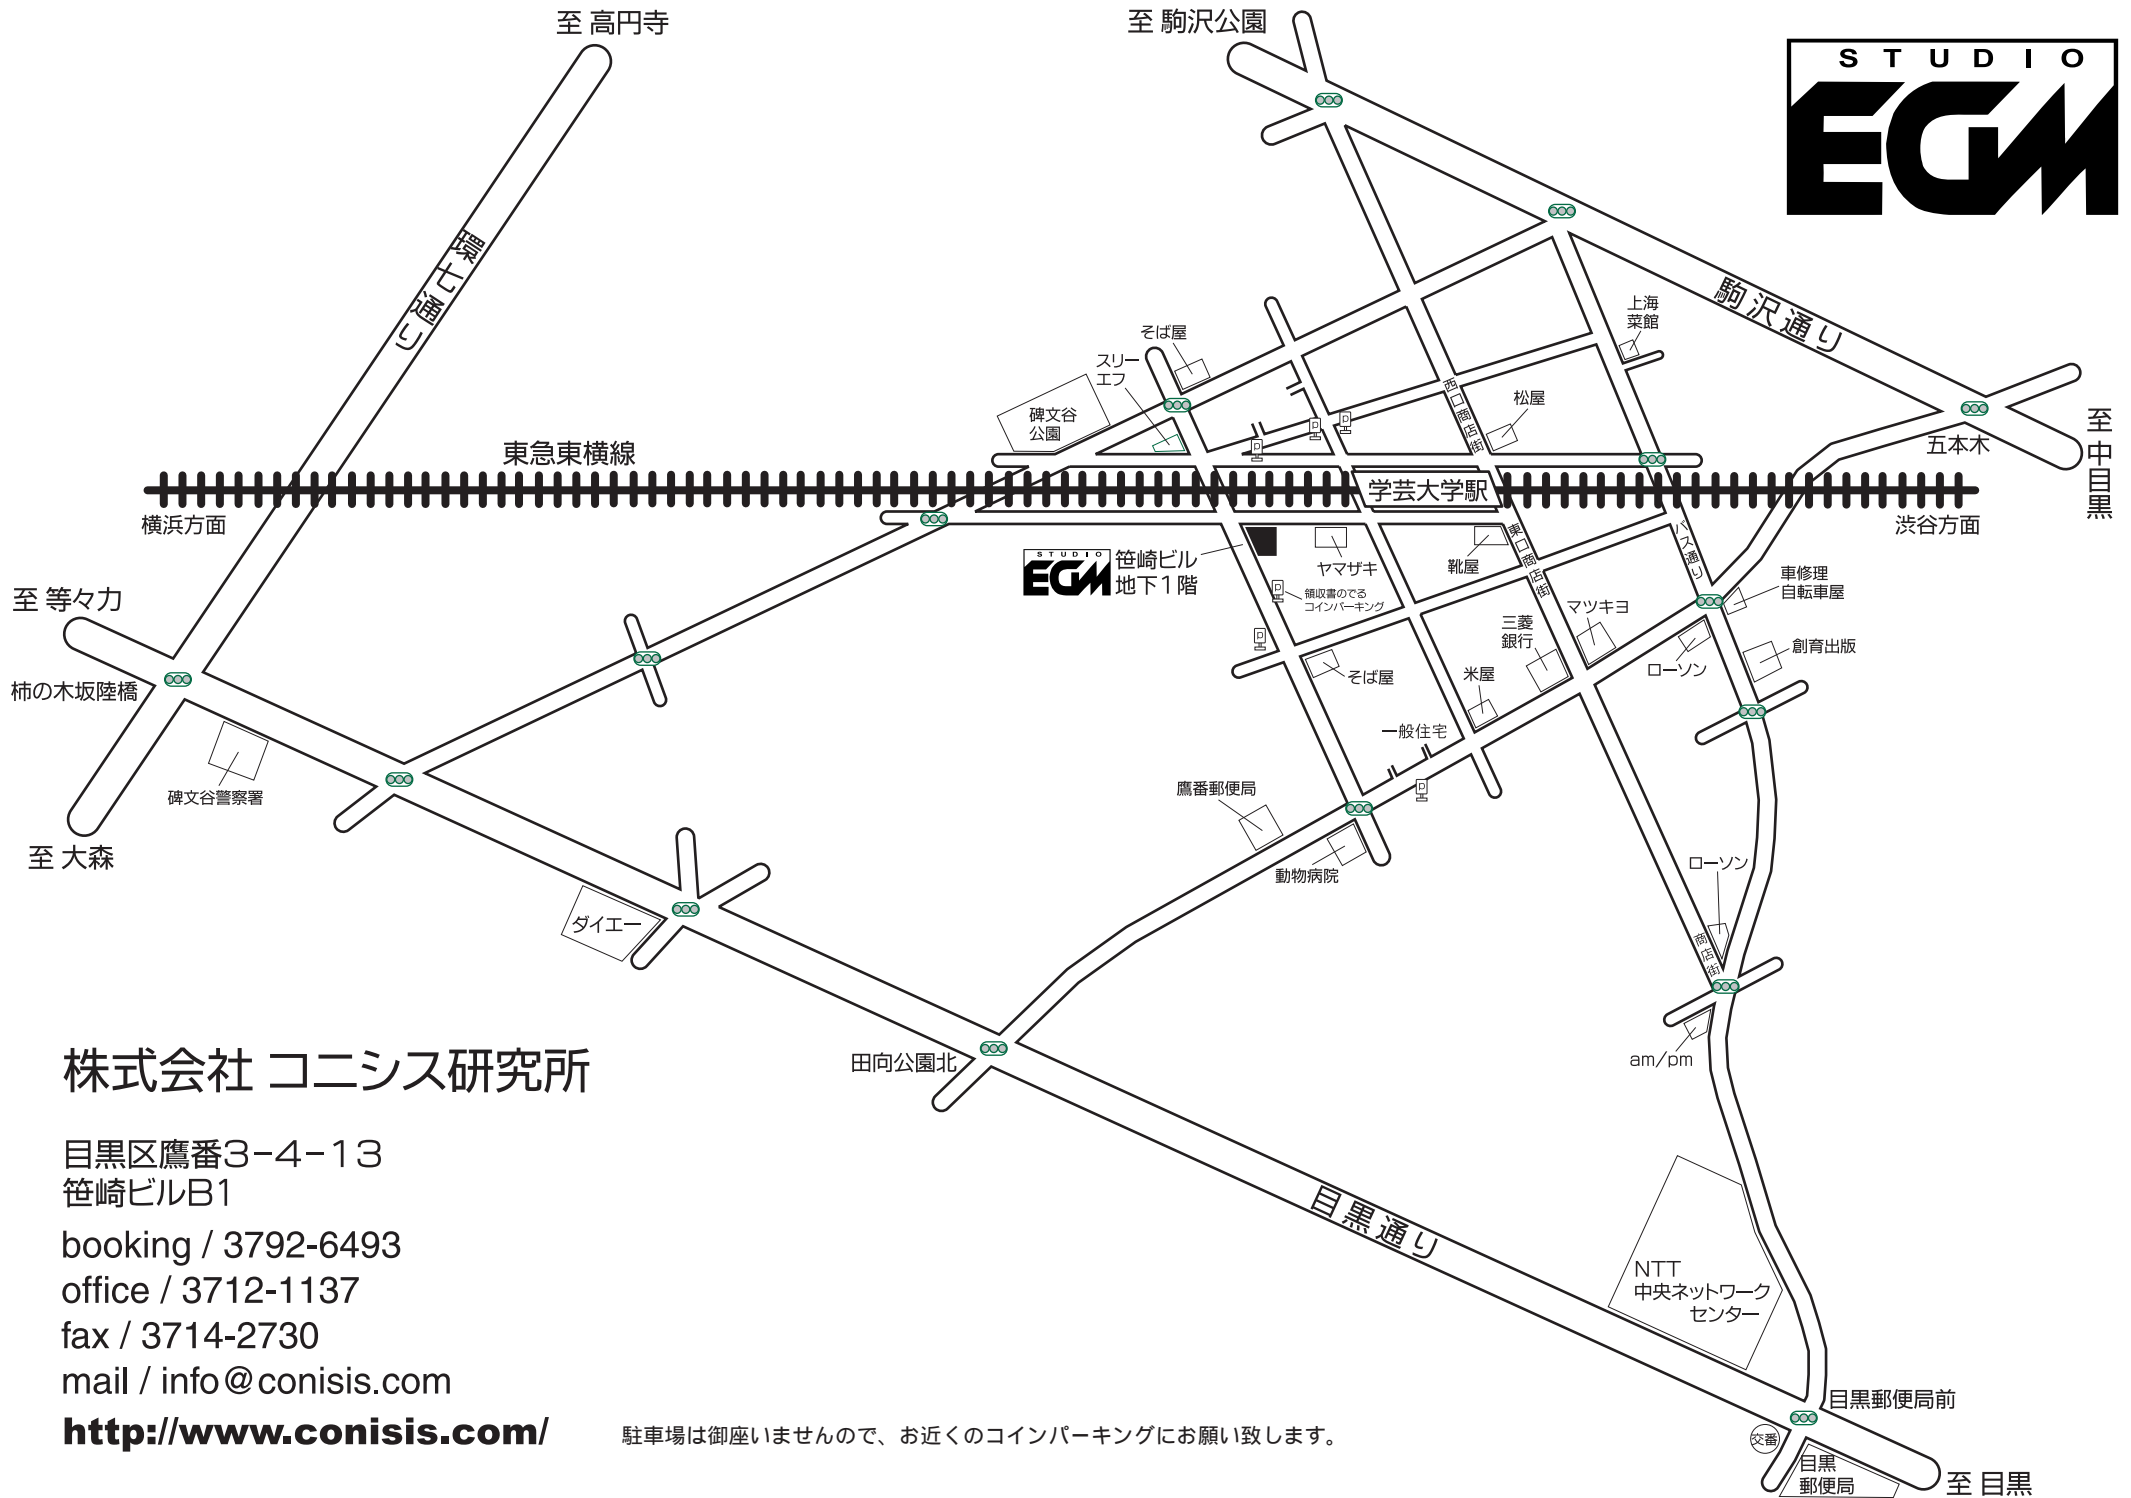 至 高円寺
至 駒沢公園
STUDIO
EGM
環七通り
駒沢通り
上海
菜館
そば屋
スリー
エフ
碑文谷
公園
西口商店街
松屋
至 中目黒
五本木
東急東横線
学芸大学駅
横浜方面
渋谷方面
STUDIO
EGM
笹崎ビル
地下1階
ヤマザキ
靴屋
東口商店街
バス通り
領収書のでる
コインパーキング
P
P
P
P
P
P
車修理
自転車屋
マツキヨ
三菱
銀行
ローソン
創育出版
至 等々力
柿の木坂陸橋
そば屋
米屋
一般住宅
碑文谷警察署
鷹番郵便局
動物病院
至 大森
ローソン
ダイエー
商店街
am/pm
田向公園北
株式会社 コニシス研究所
目黒区鷹番3-4-13
笹崎ビルB1
booking / 3792-6493
office / 3712-1137
fax / 3714-2730
mail / info@conisis.com
http://www.conisis.com/
目黒通り
NTT
中央ネットワーク
センター
目黒郵便局前
交番
目黒
郵便局
至 目黒
駐車場は御座いませんので、お近くのコインパーキングにお願い致します。